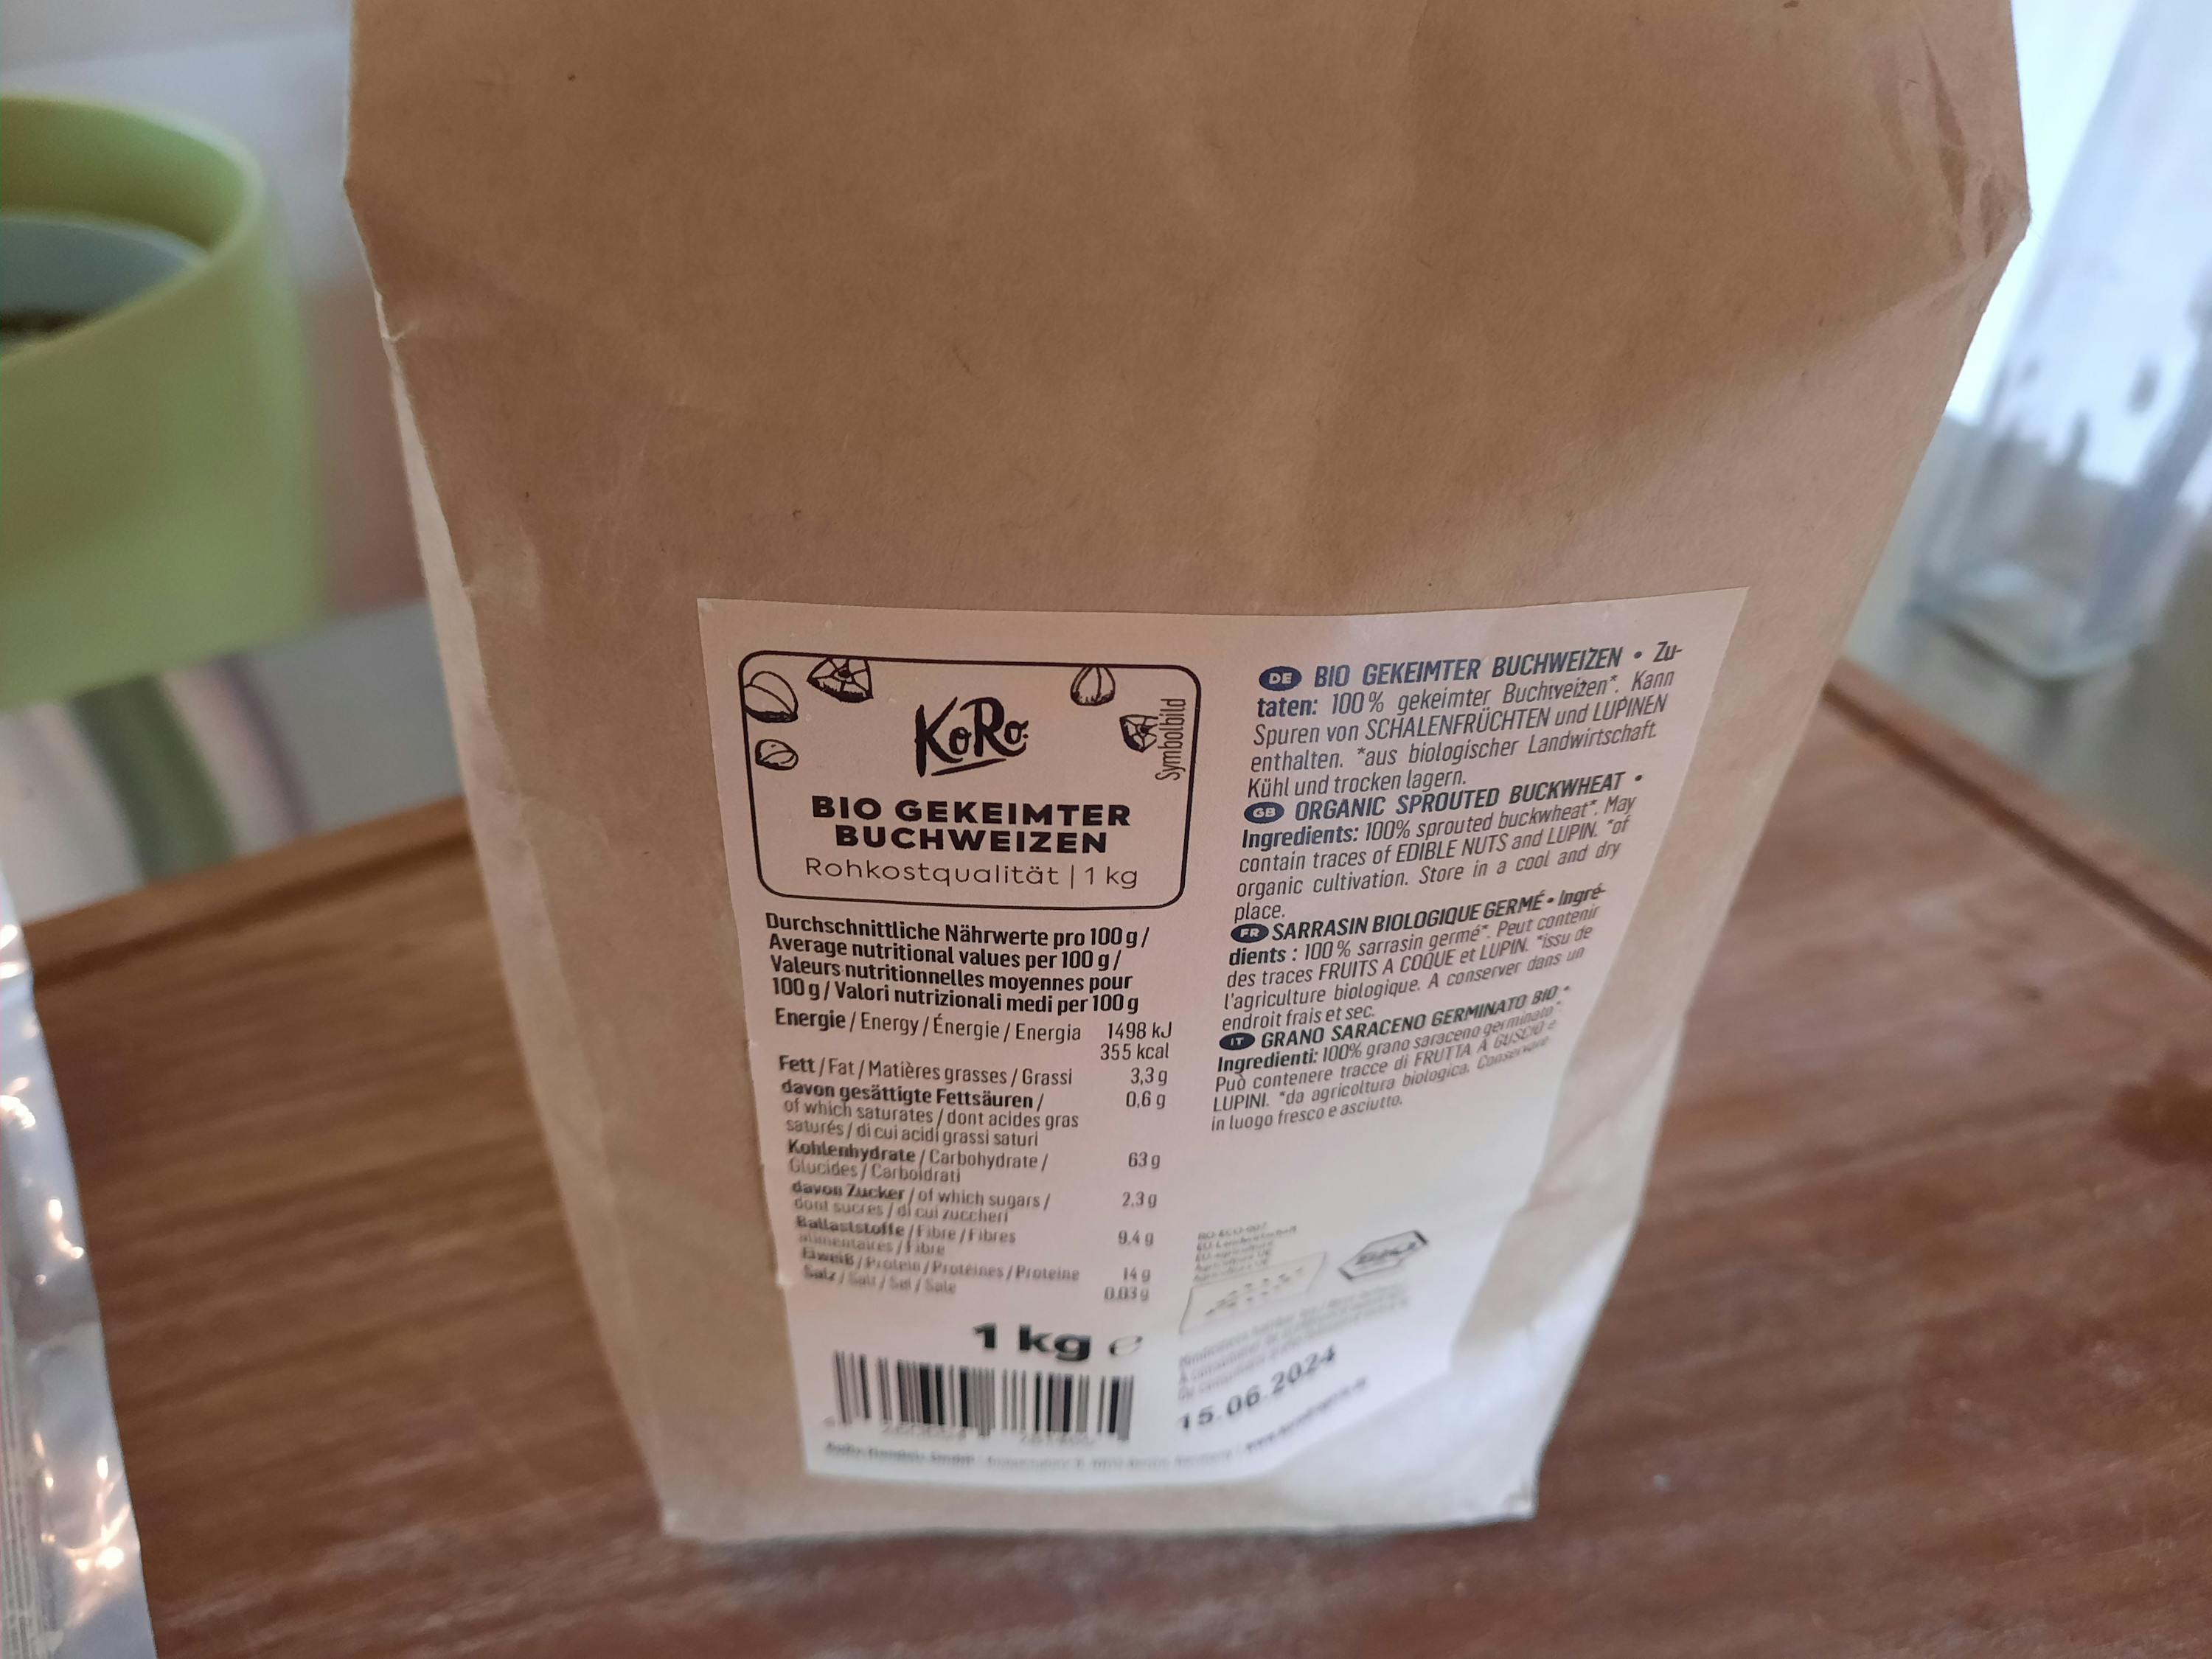 KoRo
Symbolbild
BIO GEKEIMTER
BUCHWEIZEN
Rohkostqualität | 1 kg
Durchschnittliche Nährwerte pro 100 g /
Average nutritional values per 100 g /
Valeurs nutritionnelles moyennes pour
100 g / Valori nutrizionali medi per 100 g
Energie / Energy / Énergie / Energia 1498 kJ
355 kcal
Fett / Fat / Matières grasses / Grassi 3,3 g
davon gesättigte Fettsäuren / 0,6 g
of which saturates / dont acides gras
saturés / di cui acidi grassi saturi
Kohlenhydrate / Carbohydrate / 63 g
Glucides / Carboidrati
davon Zucker / of which sugars / 2,3 g
dont sucres / di cui zuccheri
Ballaststoffe / Fibre / Fibres 9,4 g
alimentaires / Fibre
Eiweiß / Protein / Protéines / Proteine 14 g
Salz / Salt / Sel / Sale 0,03 g
1 kg e
DE BIO GEKEIMTER BUCHWEIZEN • Zu-
taten: 100% gekeimter Buchweizen*. Kann
Spuren von SCHALENFRÜCHTEN und LUPINEN
enthalten. *aus biologischer Landwirtschaft.
Kühl und trocken lagern.
GB ORGANIC SPROUTED BUCKWHEAT •
Ingredients: 100% sprouted buckwheat*. May
contain traces of EDIBLE NUTS and LUPIN. *of
organic cultivation. Store in a cool and dry
place.
FR SARRASIN BIOLOGIQUE GERMÉ • Ingré-
dients : 100 % sarrasin germé*. Peut contenir
des traces FRUITS A COQUE et LUPIN. *issu de
l'agriculture biologique. A conserver dans un
endroit frais et sec.
IT GRANO SARACENO GERMINATO BIO •
Ingredienti: 100% grano saraceno germinato*.
Può contenere tracce di FRUTTA A GUSCIO e
LUPINI. *da agricoltura biologica. Conservare
in luogo fresco e asciutto.
15.06.2024